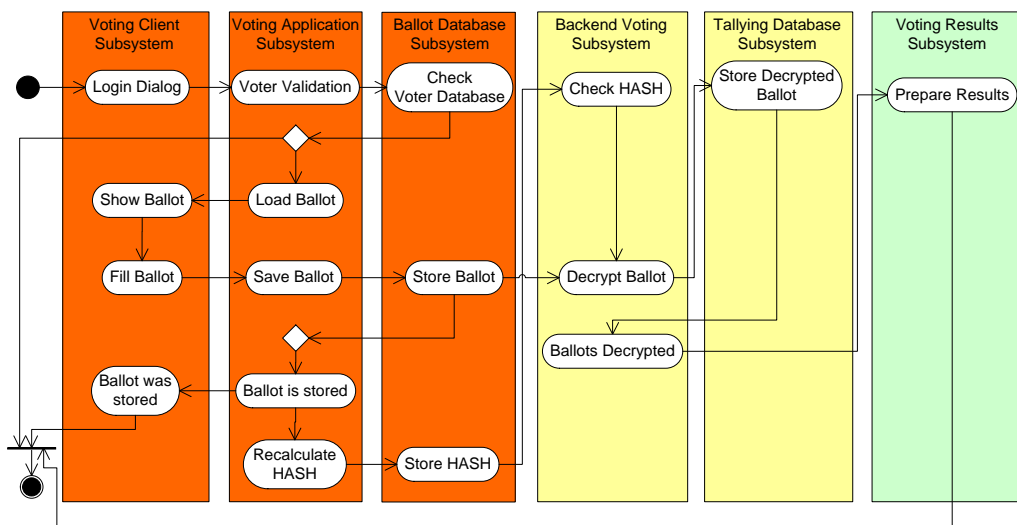 Voting Client
Subsystem
Voting Application
Subsystem
Ballot Database
Subsystem
Backend Voting
Subsystem
Tallying Database
Subsystem
Voting Results
Subsystem
Login Dialog
Voter Validation
Check
Voter Database
Check HASH
Store Decrypted
Ballot
Prepare Results
Show Ballot
Load Ballot
Fill Ballot
Save Ballot
Store Ballot
Decrypt Ballot
Ballots Decrypted
Ballot was
stored
Ballot is stored
Recalculate
HASH
Store HASH